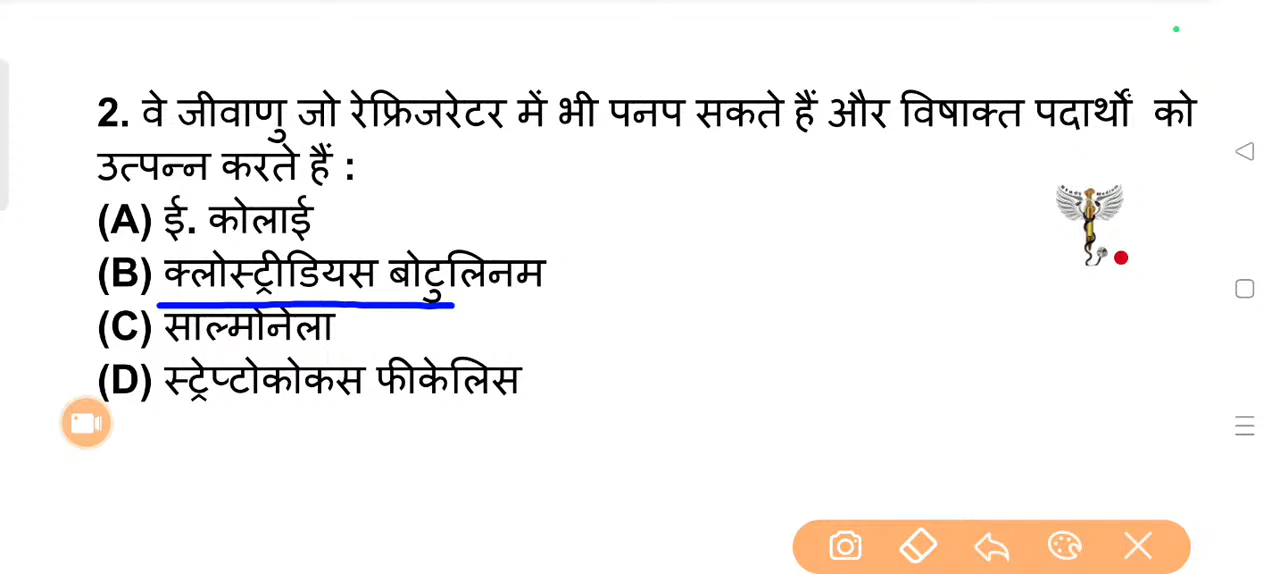 2. वे जीवाणु जो रेफ्रिजरेटर में भी पनप सकते हैं और विषाक्त पदार्थों को
उत्पन्न करते हैं :
(A) ई. कोलाई
(B) क्लोस्ट्रीडियस बोटुलिनम
(C) साल्मोनेला
(D) स्ट्रेप्टोकोकस फीकेलिस